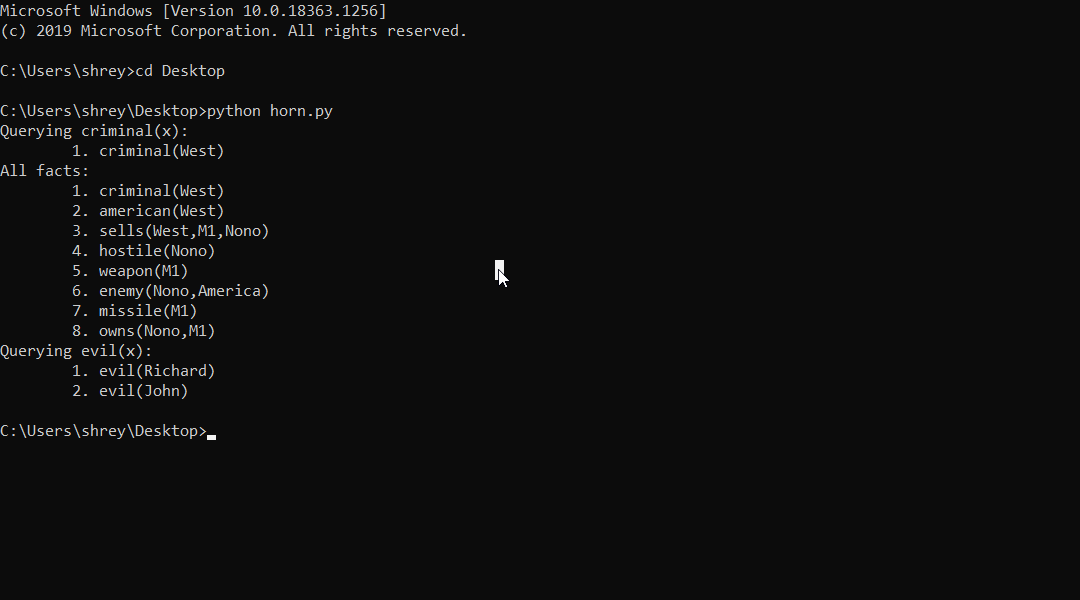 Microsoft Windows [Version 10.0.18363.1256]
(c) 2019 Microsoft Corporation. All rights reserved.
C:\Users\shrey>cd Desktop
C:\Users\shrey\Desktop>python horn.py
Querying criminal(x):
1. criminal(West)
All facts:
1. criminal(West)
2. american(West)
3. sells(West,M1,Nono)
4. hostile(Nono)
5. weapon(M1)
6. enemy(Nono,America)
7. missile(M1)
8. owns(Nono,M1)
Querying evil(x):
1. evil(Richard)
2. evil(John)
C:\Users\shrey\Desktop>